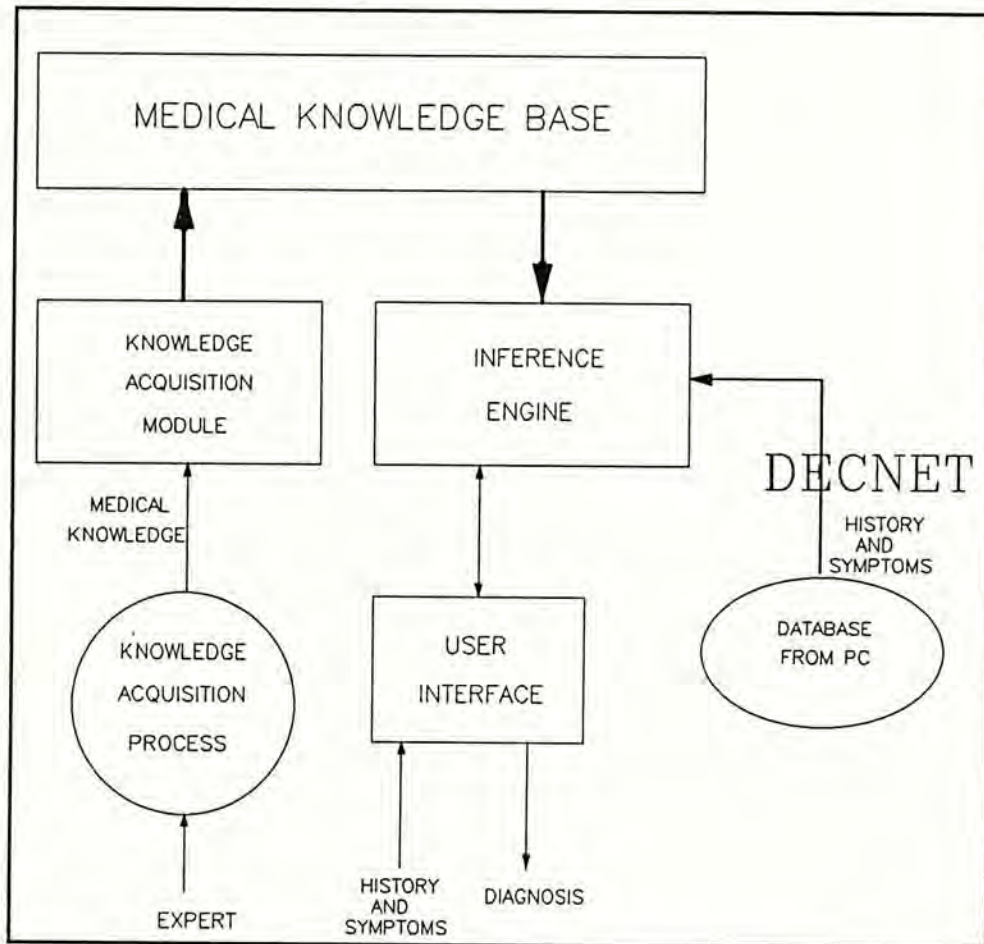 MEDICAL KNOWLEDGE BASE
KNOWLEDGE
ACQUISITION
MODULE
INFERENCE
ENGINE
DECNET
MEDICAL
KNOWLEDGE
HISTORY
AND
SYMPTOMS
KNOWLEDGE
ACQUISITION
PROCESS
USER
INTERFACE
DATABASE
FROM PC
EXPERT
HISTORY
AND
SYMPTOMS
DIAGNOSIS